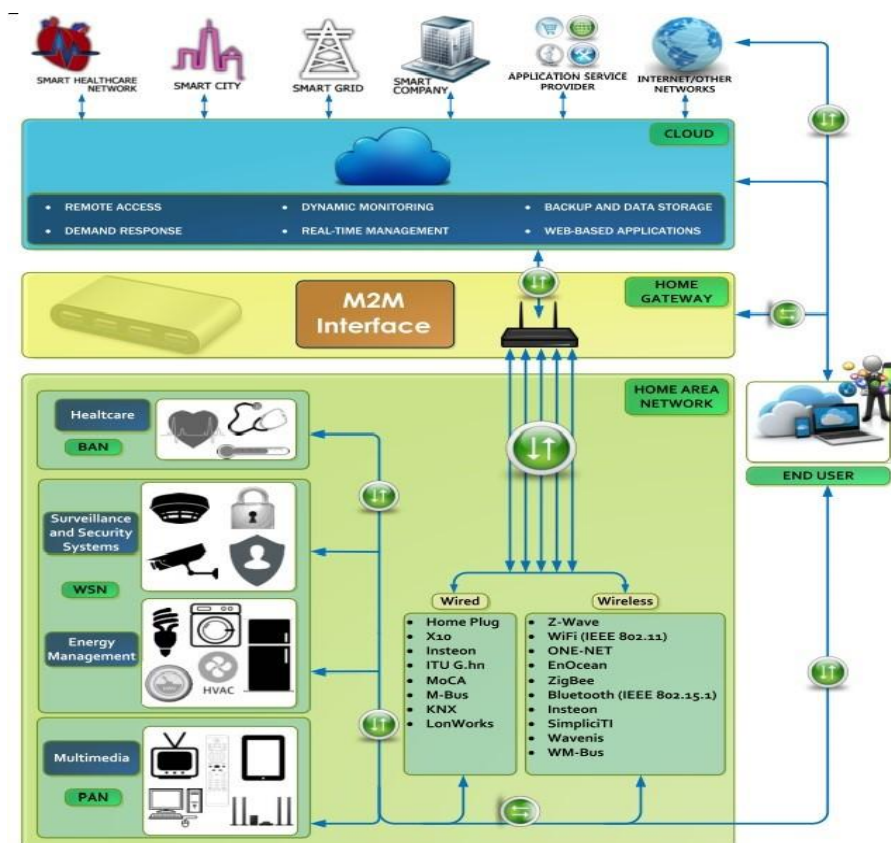 SMART HEALTHCARE
NETWORK
SMART CITY
SMART GRID
SMART
COMPANY
APPLICATION SERVICE
PROVIDER
INTERNET/OTHER
NETWORKS
CLOUD
• REMOTE ACCESS
• DEMAND RESPONSE
• DYNAMIC MONITORING
• REAL-TIME MANAGEMENT
• BACKUP AND DATA STORAGE
• WEB-BASED APPLICATIONS
M2M
Interface
HOME
GATEWAY
HOME AREA
NETWORK
END USER
Healtcare
BAN
Surveillance
and Security
Systems
WSN
Energy
Management
HVAC
Multimedia
PAN
Wired
• Home Plug
• X10
• Insteon
• ITU G.hn
• MoCA
• M-Bus
• KNX
• LonWorks
Wireless
• Z-Wave
• WiFi (IEEE 802.11)
• ONE-NET
• EnOcean
• ZigBee
• Bluetooth (IEEE 802.15.1)
• Insteon
• SimpliciTI
• Wavenis
• WM-Bus